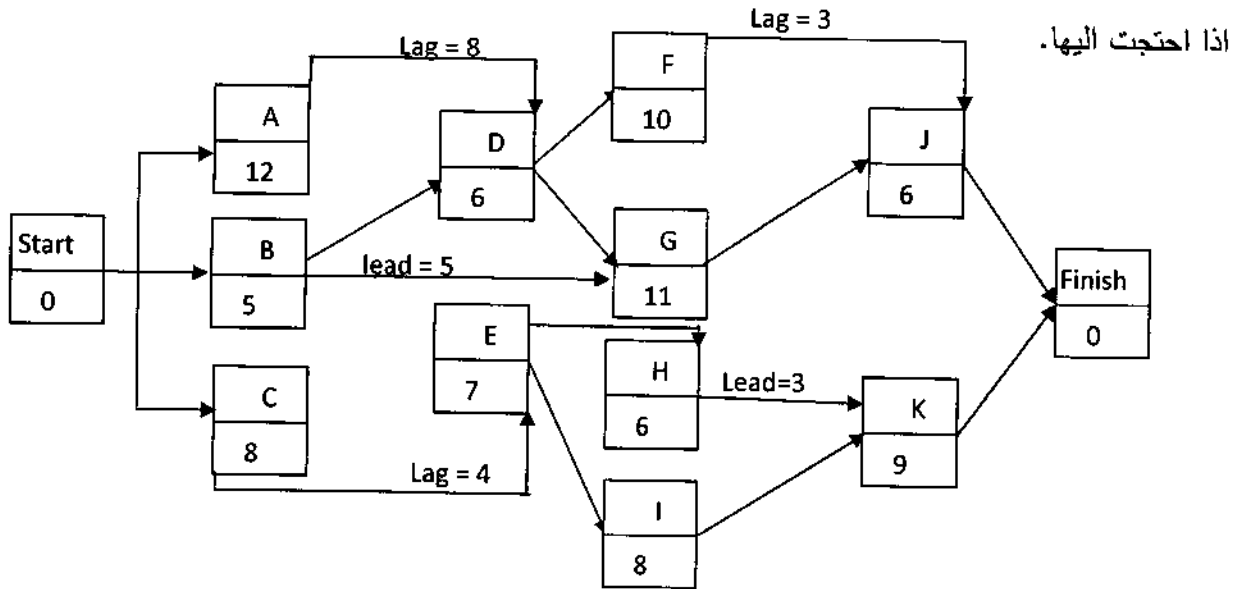 اذا احتجت اليها.
Lag = 8
Lag = 3
A
12
D
6
F
10
J
6
Start
0
B
5
lead = 5
G
11
Finish
0
C
8
Lag = 4
E
7
H
6
Lead=3
K
9
I
8